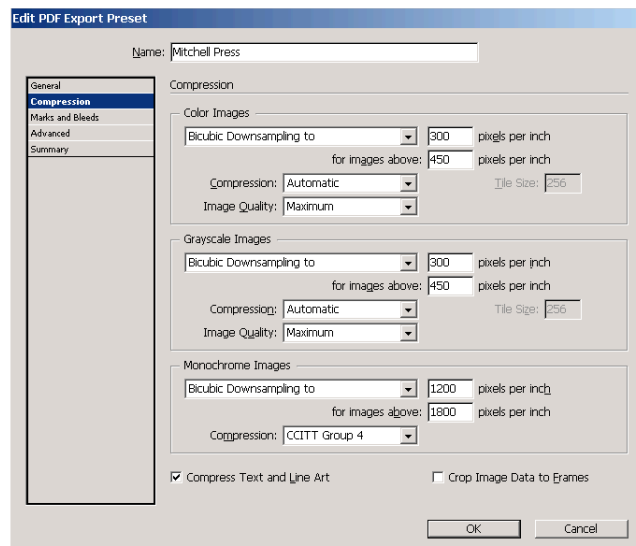 Edit PDF Export Preset
Name: Mitchell Press
General
Compression
Marks and Bleeds
Advanced
Summary
Compression
Color Images
Bicubic Downsampling to 300 pixels per inch
for images above: 450 pixels per inch
Compression: Automatic Tile Size: 256
Image Quality: Maximum
Grayscale Images
Bicubic Downsampling to 300 pixels per inch
for images above: 450 pixels per inch
Compression: Automatic Tile Size: 256
Image Quality: Maximum
Monochrome Images
Bicubic Downsampling to 1200 pixels per inch
for images above: 1800 pixels per inch
Compression: CCITT Group 4
Compress Text and Line Art Crop Image Data to Frames
OK Cancel